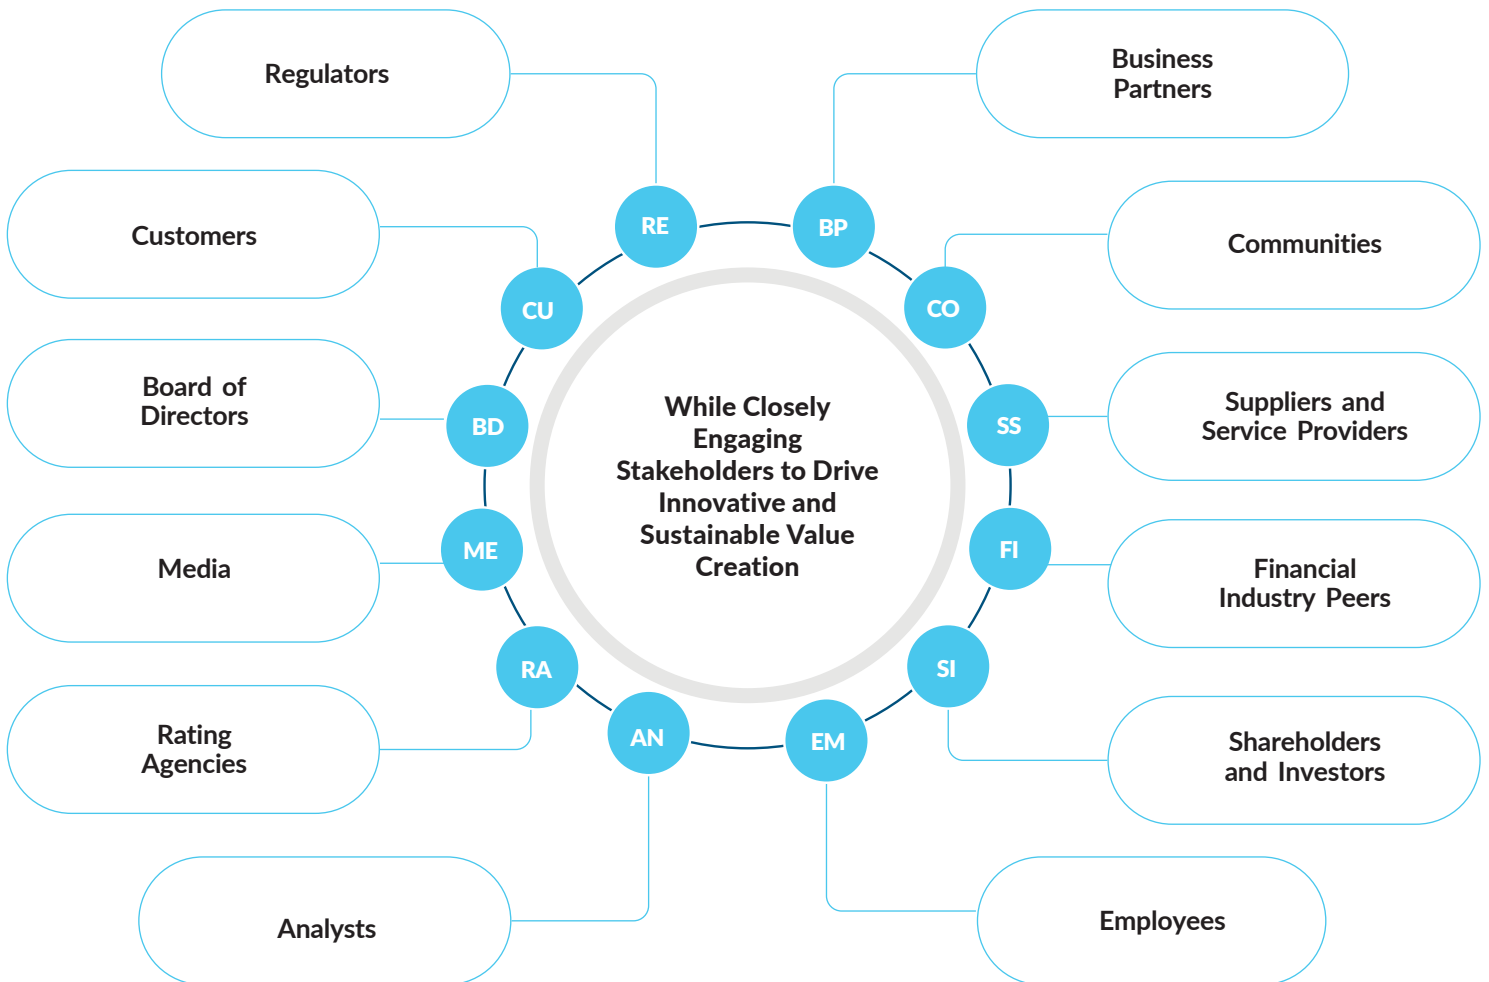 Regulators
Business
Partners
Customers
Communities
Board of
Directors
Suppliers and
Service Providers
Media
Financial
Industry Peers
Rating
Agencies
Shareholders
and Investors
Analysts
Employees
RE
BP
CU
CO
BD
SS
ME
FI
RA
SI
AN
EM
While Closely
Engaging
Stakeholders to Drive
Innovative and
Sustainable Value
Creation